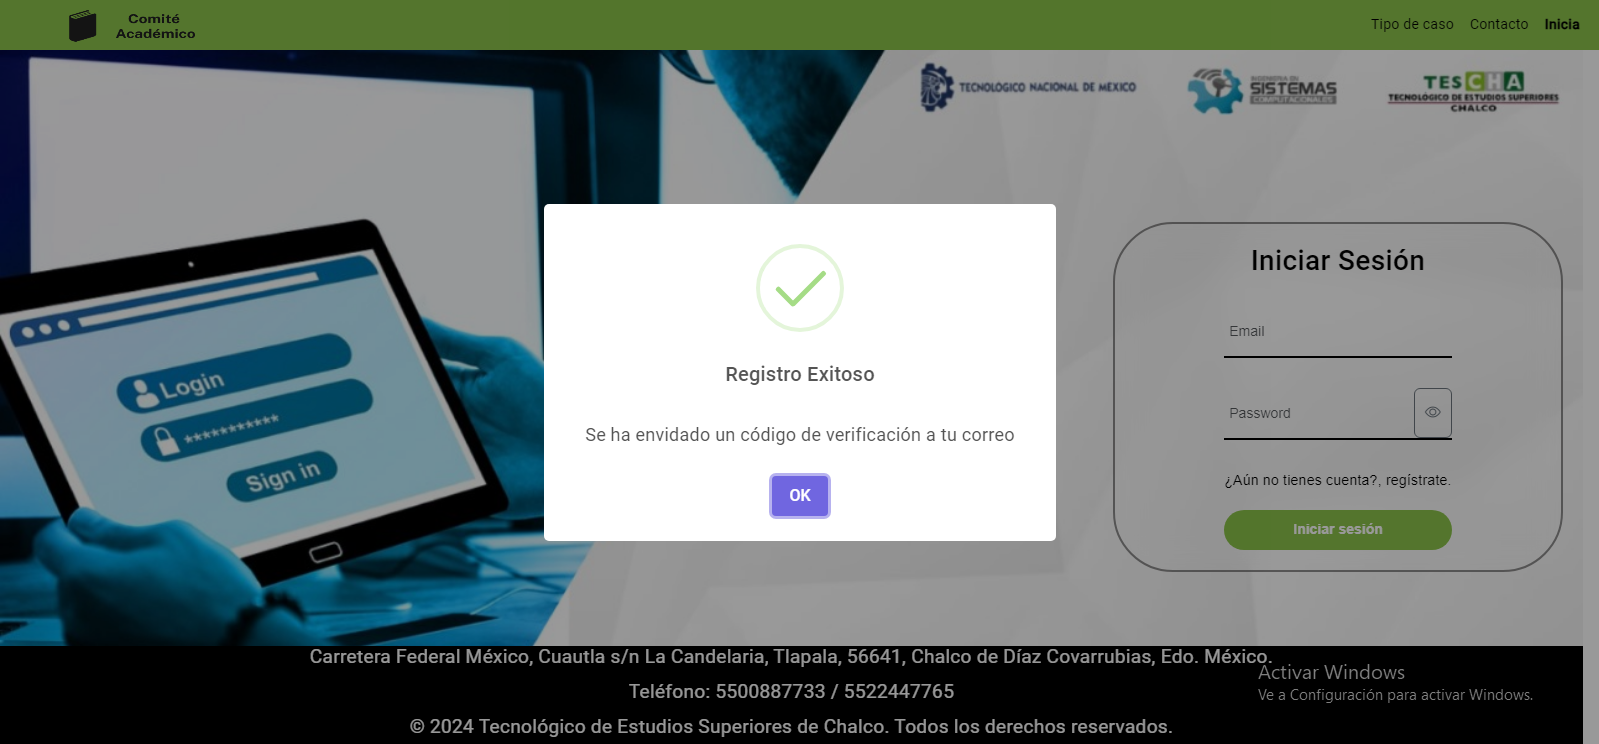 Comité
Académico
Tipo de caso
Contacto
Inicia
TECNOLÓGICO NACIONAL DE MÉXICO
INGENIERÍA EN
SISTEMAS
COMPUTACIONALES
TESCHA
TECNOLÓGICO DE ESTUDIOS SUPERIORES
CHALCO
Login
***********
Sign in
Registro Exitoso
Se ha envidado un código de verificación a tu correo
OK
Iniciar Sesión
Email
Password
¿Aún no tienes cuenta?, regístrate.
Iniciar sesión
Carretera Federal México, Cuautla s/n La Candelaria, Tlapala, 56641, Chalco de Díaz Covarrubias, Edo. México.
Teléfono: 5500887733 / 5522447765
© 2024 Tecnológico de Estudios Superiores de Chalco. Todos los derechos reservados.
Activar Windows
Ve a Configuración para activar Windows.